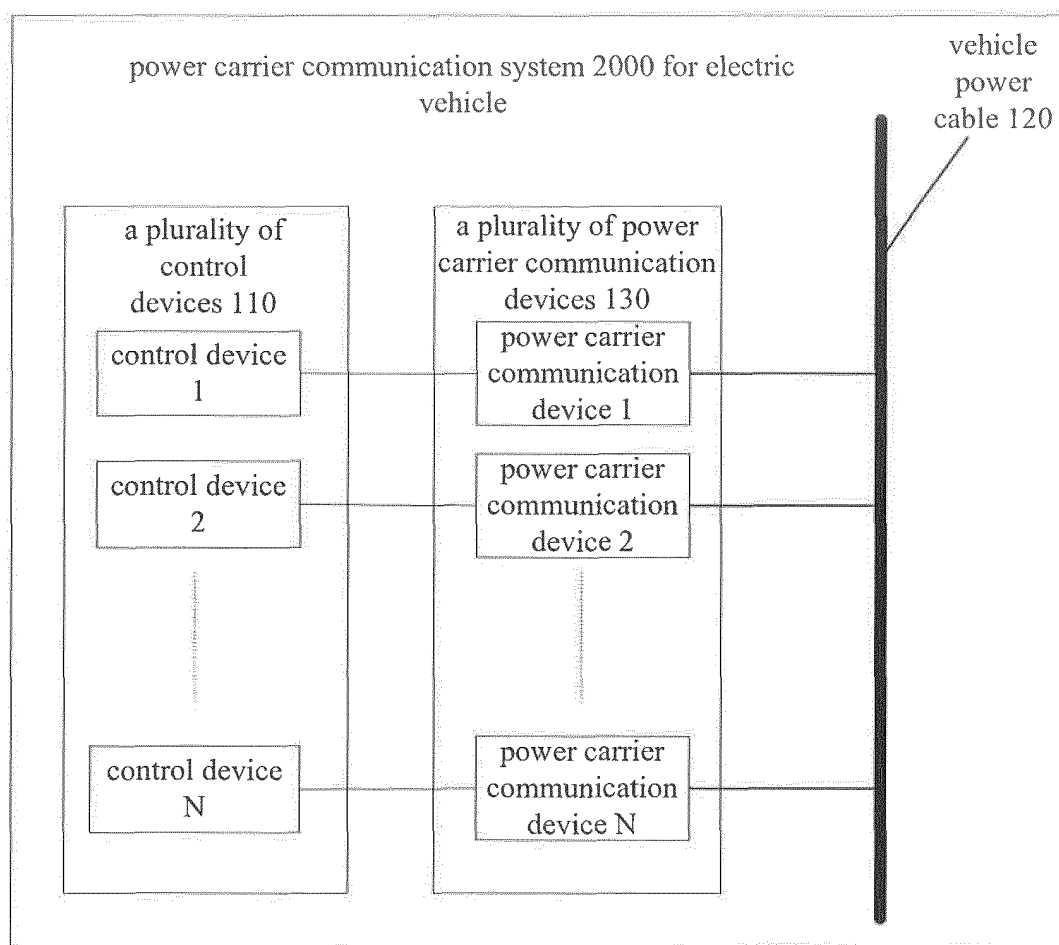 power carrier communication system 2000 for electric
vehicle
vehicle
power
cable 120
a plurality of
control
devices 110
a plurality of power
carrier communication
devices 130
control device
1
power carrier
communication
device 1
control device
2
power carrier
communication
device 2
control device
N
power carrier
communication
device N